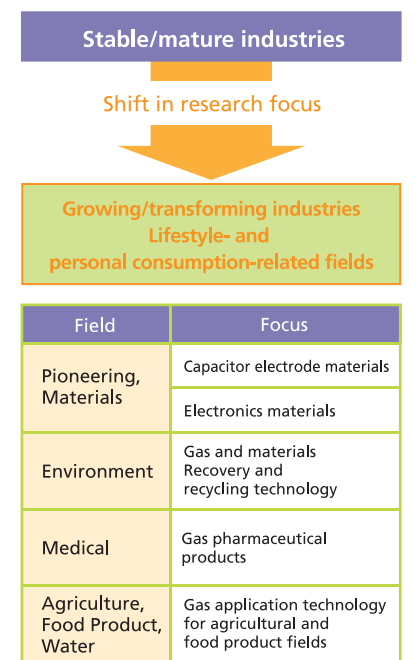 Stable/mature industries
Shift in research focus
Growing/transforming industries
Lifestyle- and
personal consumption-related fields
Field
Focus
Pioneering,
Materials
Capacitor electrode materials
Electronics materials
Environment
Gas and materials
Recovery and
recycling technology
Medical
Gas pharmaceutical
products
Agriculture,
Food Product,
Water
Gas application technology
for agricultural and
food product fields